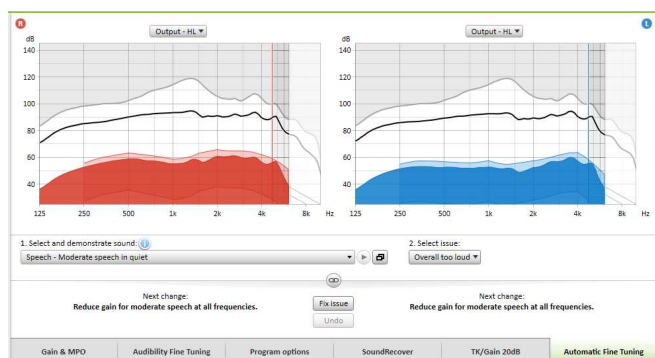 R
L
Output - HL
Output - HL
dB
dB
140
140
120
120
100
100
80
80
60
60
40
40
125 250 500 1k 2k 4k 8k Hz
125 250 500 1k 2k 4k 8k Hz
1. Select and demonstrate sound: i
2. Select issue:
Speech - Moderate speech in quiet
Overall too loud
Next change:
Reduce gain for moderate speech at all frequencies.
Fix issue
Undo
Next change:
Reduce gain for moderate speech at all frequencies.
Gain & MPO Audibility Fine Tuning Program options SoundRecover TK/Gain 20dB Automatic Fine Tuning